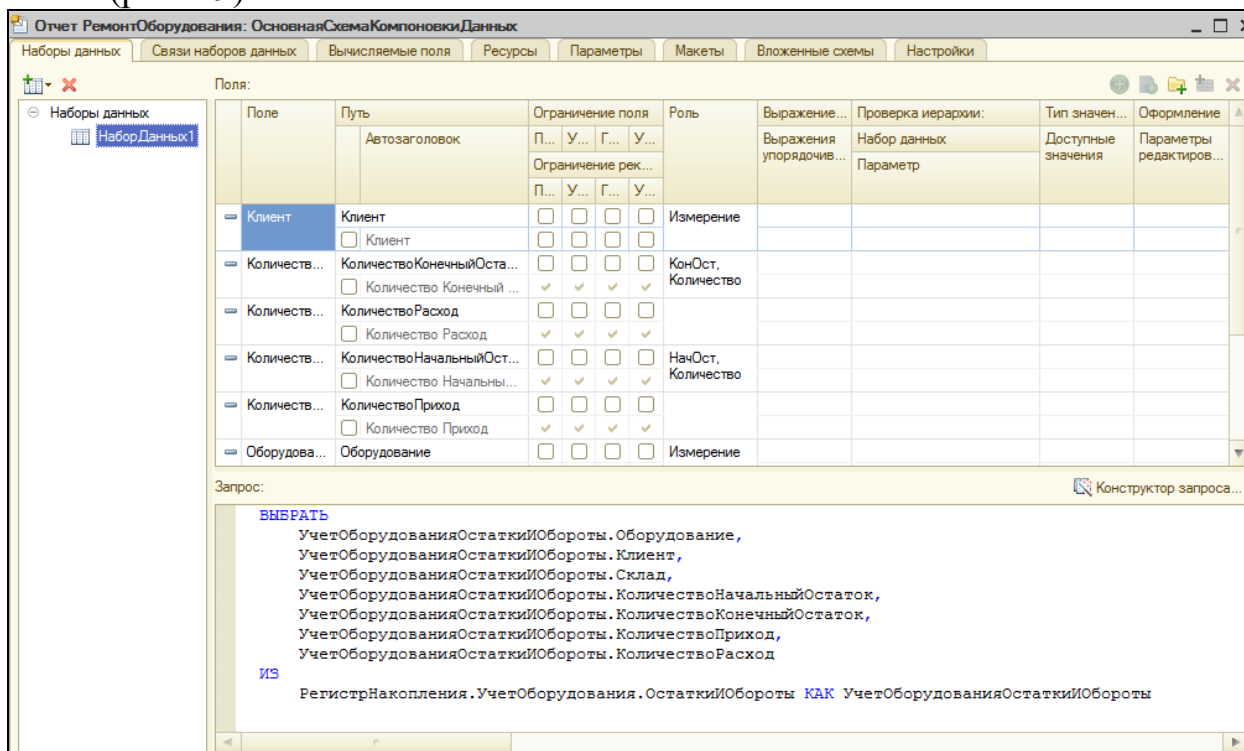 Отчет РемонтОборудования: ОсновнаяСхемаКомпоновкиДанных
Наборы данных Связи наборов данных Вычисляемые поля Ресурсы Параметры Макеты Вложенные схемы Настройки
Поля:
Наборы данных
НаборДанных1
Поле Путь Ограничение поля Роль Выражение... Проверка иерархии: Тип значен... Оформление
Автозаголовок П... У... Г... У... Выражения упорядочив... Набор данных Доступные значения Параметры редактиров...
Ограничение рек... Параметр
П... У... Г... У...
Клиент Клиент Измерение
Клиент
Количеств... КоличествоКонечныйОста... КонОст, Количество
Количество Конечный ...
Количеств... КоличествоРасход
Количество Расход
Количеств... КоличествоНачальныйОст... НачОст, Количество
Количество Начальны...
Количеств... КоличествоПриход
Количество Приход
Оборудова... Оборудование Измерение
Запрос: Конструктор запроса...
ВЫБРАТЬ
УчетОборудованияОстаткиИОбороты.Оборудование,
УчетОборудованияОстаткиИОбороты.Клиент,
УчетОборудованияОстаткиИОбороты.Склад,
УчетОборудованияОстаткиИОбороты.КоличествоНачальныйОстаток,
УчетОборудованияОстаткиИОбороты.КоличествоКонечныйОстаток,
УчетОборудованияОстаткиИОбороты.КоличествоПриход,
УчетОборудованияОстаткиИОбороты.КоличествоРасход
ИЗ
РегистрНакопления.УчетОборудования.ОстаткиИОбороты КАК УчетОборудованияОстаткиИОбороты